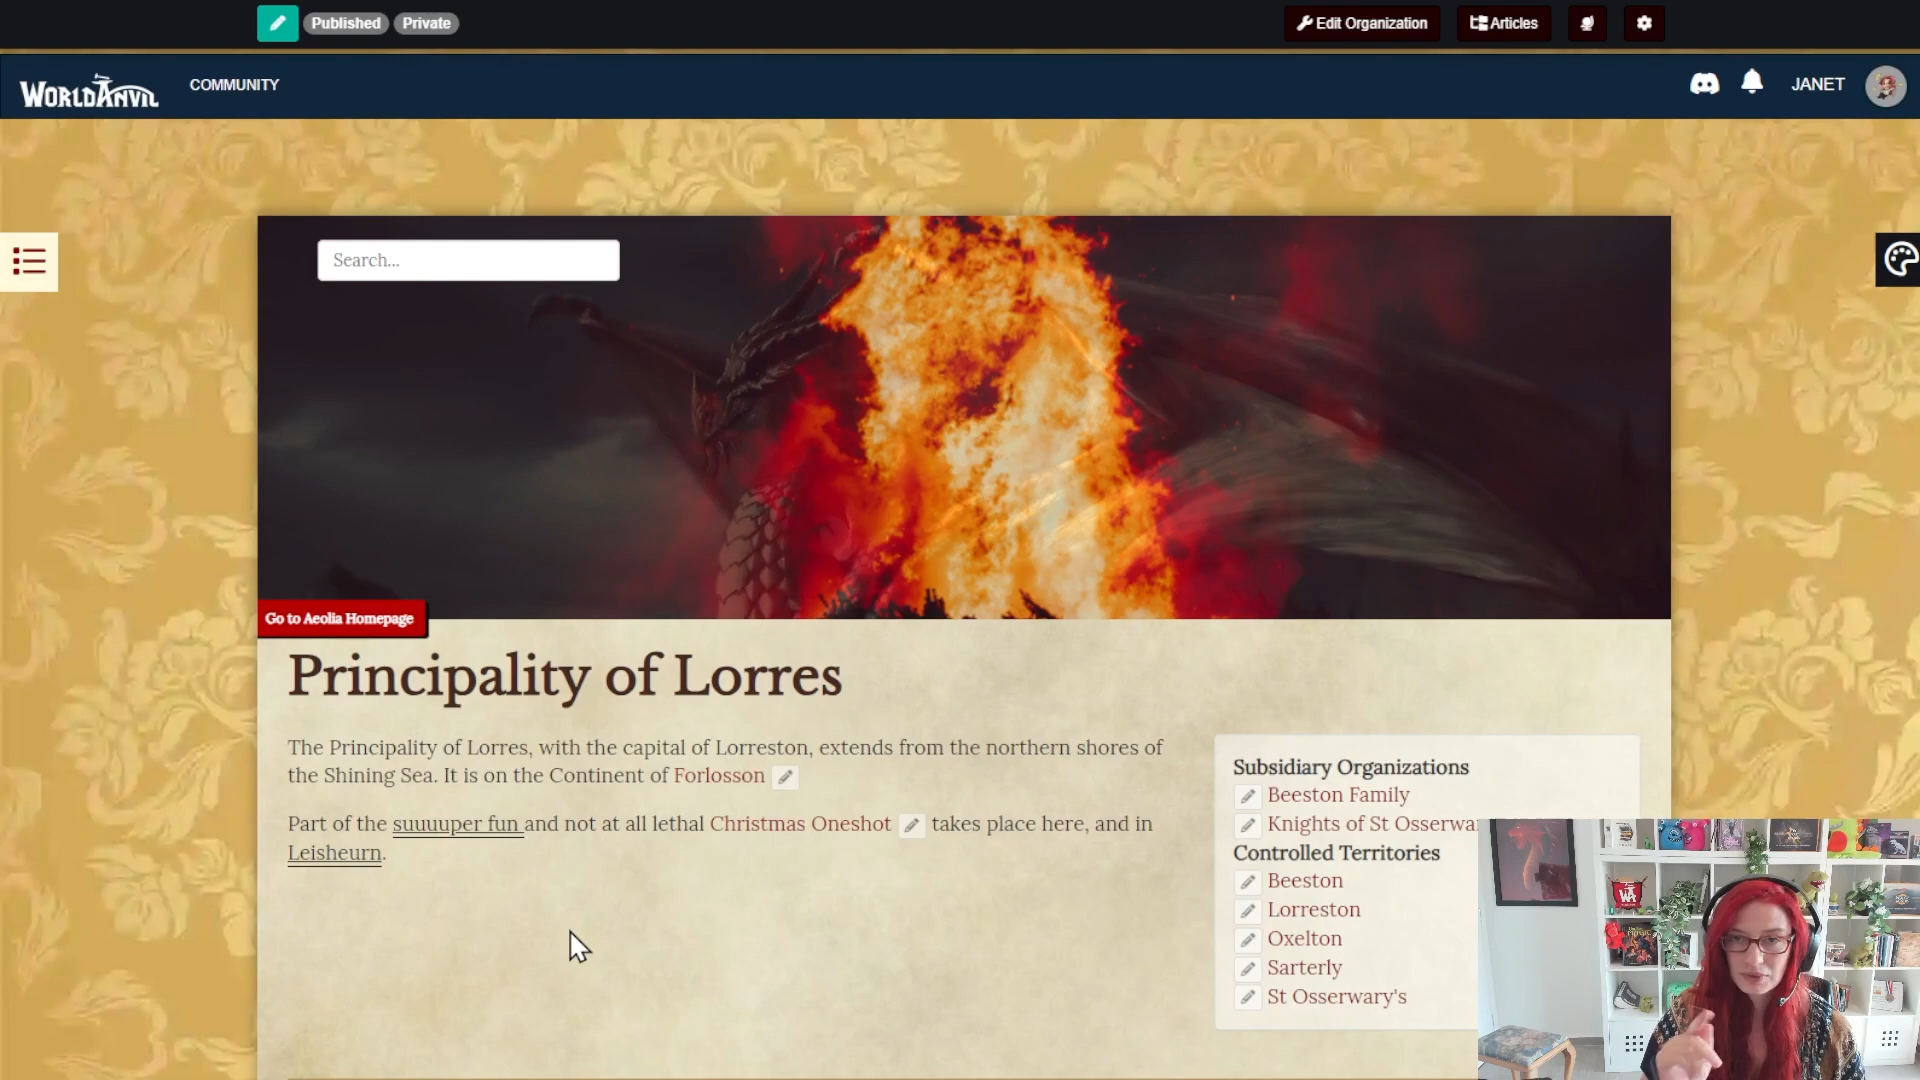 Published Private
Edit Organization Articles
WORLDANVIL COMMUNITY JANET
Search...
Go to Aeolia Homepage
Principality of Lorres
The Principality of Lorres, with the capital of Lorreston, extends from the northern shores of
the Shining Sea. It is on the Continent of Forlosson
Part of the suuuuper fun and not at all lethal Christmas Oneshot takes place here, and in
Leisheurn.
Subsidiary Organizations
Beeston Family
Knights of St Osserwa
Controlled Territories
Beeston
Lorreston
Oxelton
Sarterly
St Osserwary's